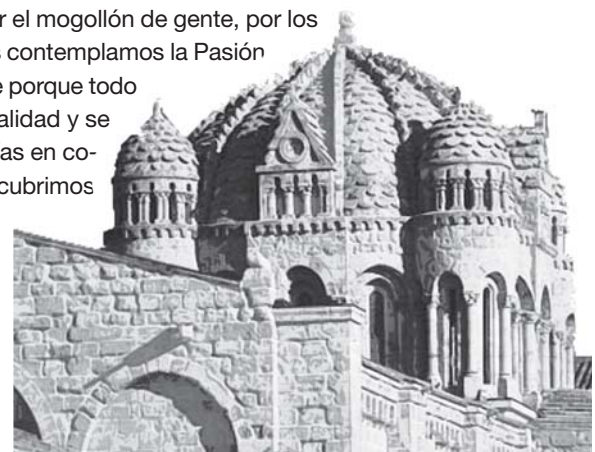 r el mogollón de gente, por los
s contemplamos la Pasión
e porque todo
alidad y se
as en co-
cubrimos